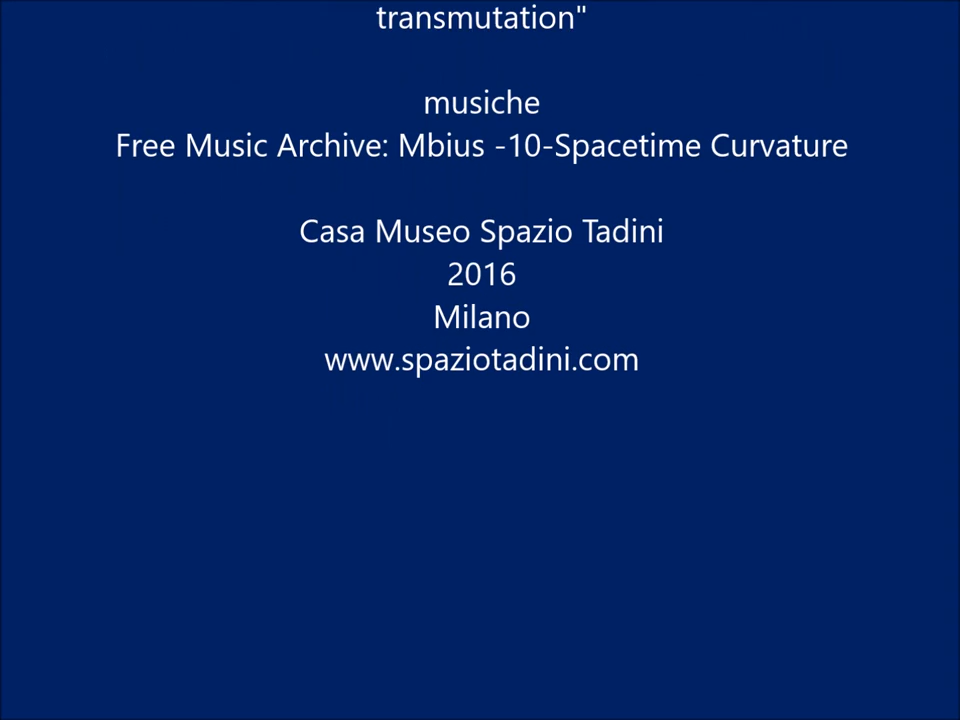 transmutation"
musiche
Free Music Archive: Mbius -10-Spacetime Curvature
Casa Museo Spazio Tadini
2016
Milano
www.spaziotadini.com